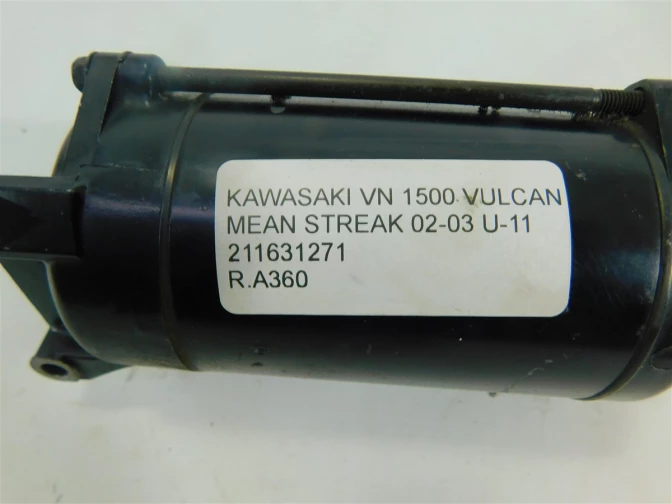 KAWASAKI VN 1500 VULCAN
MEAN STREAK 02-03 U-11
211631271
R.A360